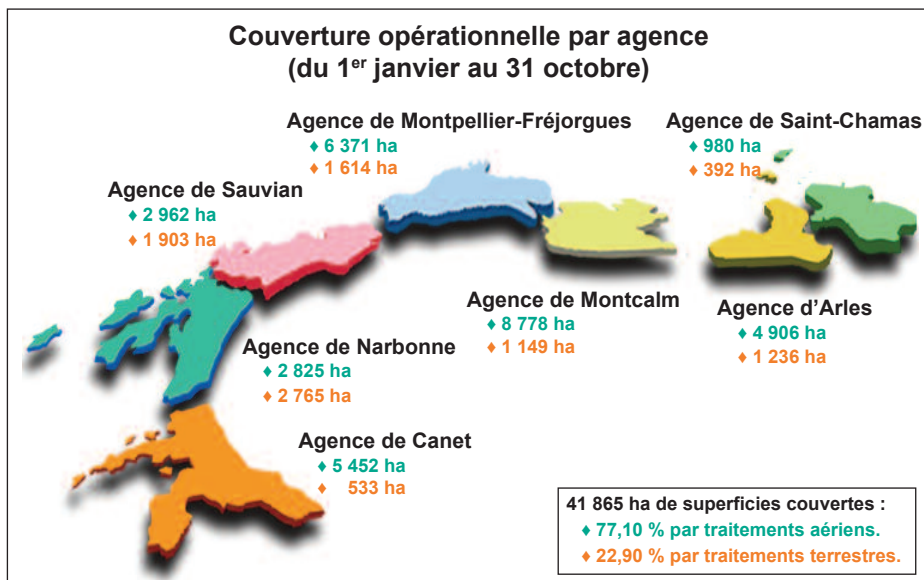 Couverture opérationnelle par agence
(du 1er janvier au 31 octobre)
Agence de Montpellier-Fréjorgues
♦ 6 371 ha
♦ 1 614 ha
Agence de Saint-Chamas
♦ 980 ha
♦ 392 ha
Agence de Sauvian
♦ 2 962 ha
♦ 1 903 ha
Agence de Montcalm
♦ 8 778 ha
♦ 1 149 ha
Agence d'Arles
♦ 4 906 ha
♦ 1 236 ha
Agence de Narbonne
♦ 2 825 ha
♦ 2 765 ha
Agence de Canet
♦ 5 452 ha
♦ 533 ha
41 865 ha de superficies couvertes :
♦ 77,10 % par traitements aériens.
♦ 22,90 % par traitements terrestres.